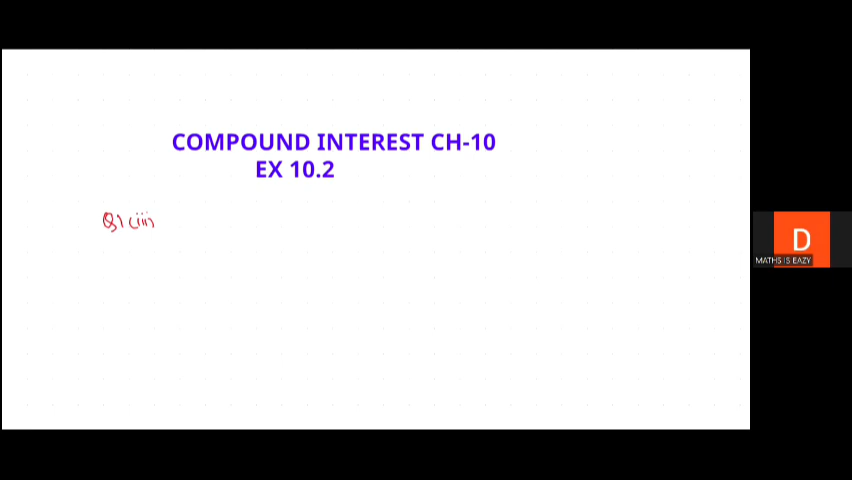 COMPOUND INTEREST CH-10
EX 10.2
Q1 (iii)
D
MATHS IS EAZY